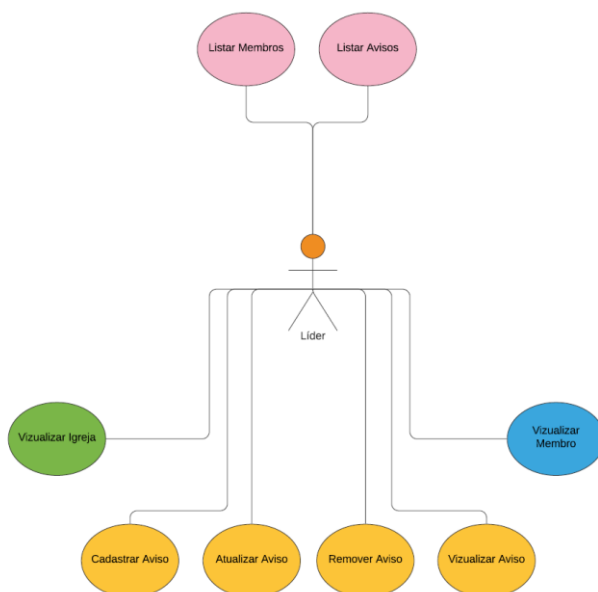 Listar Membros
Listar Avisos
Líder
Vizualizar Igreja
Vizualizar
Membro
Cadastrar Aviso
Atualizar Aviso
Remover Aviso
Vizualizar Aviso